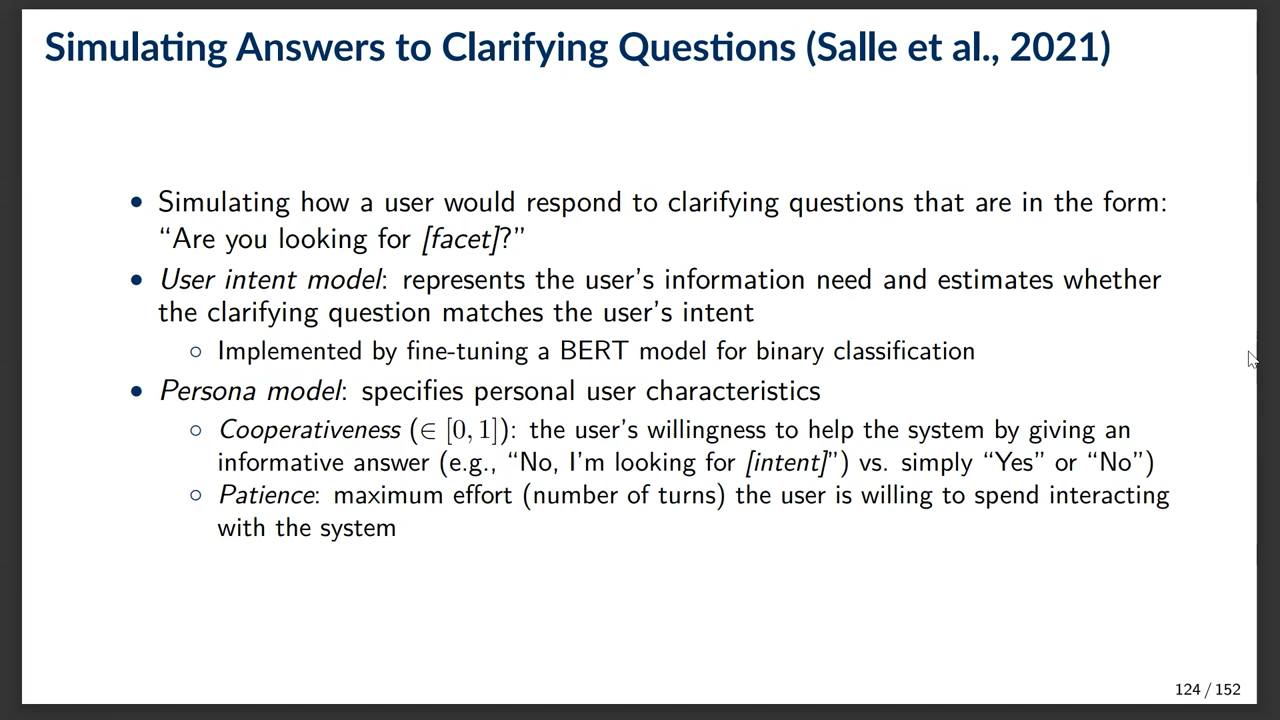 Simulating Answers to Clarifying Questions (Salle et al., 2021)
• Simulating how a user would respond to clarifying questions that are in the form:
“Are you looking for [facet]?”
• User intent model: represents the user’s information need and estimates whether
the clarifying question matches the user’s intent
○ Implemented by fine-tuning a BERT model for binary classification
• Persona model: specifies personal user characteristics
○ Cooperativeness (∈ [0, 1]): the user’s willingness to help the system by giving an
informative answer (e.g., “No, I’m looking for [intent]”) vs. simply “Yes” or “No”)
○ Patience: maximum effort (number of turns) the user is willing to spend interacting
with the system
124 / 152